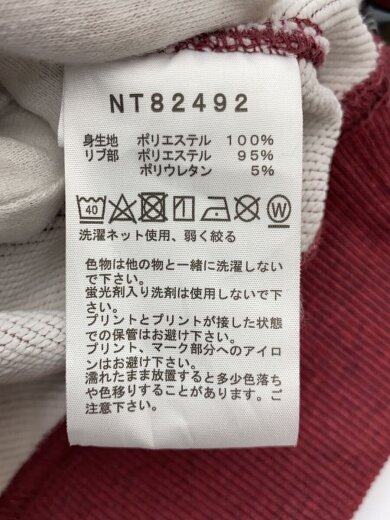 NT82492
身生地 ポリエステル 100%
リブ部 ポリエステル 95%
ポリウレタン 5%
40 W
洗濯ネット使用、弱く絞る
色物は他の物と一緒に洗濯しない
で下さい。
蛍光剤入り洗剤は使用しないで下
さい。
プリントとプリントが接した状態
での保管はお避け下さい。
プリント、マーク部分へのアイロ
ンはお避け下さい。
濡れたまま放置すると多少色落ち
や色移りすることがあります。ご
注意下さい。